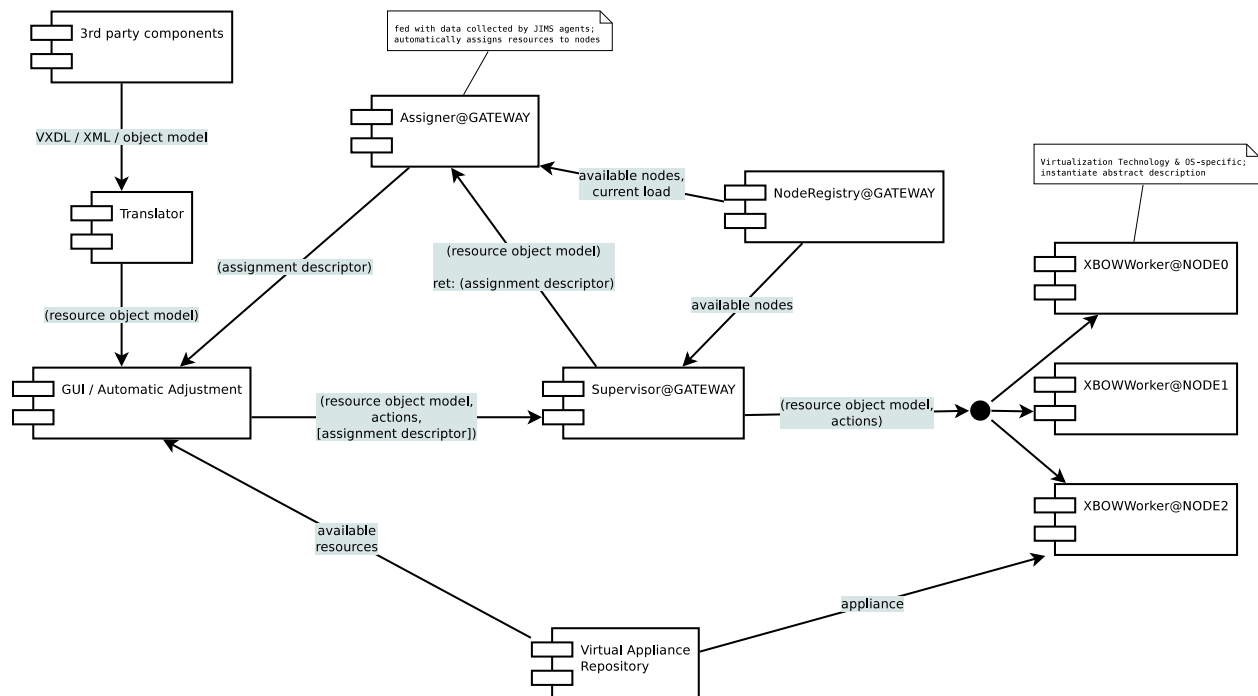 3rd party components
fed with data collected by JIMS agents;
automatically assigns resources to nodes
Assigner@GATEWAY
VXDL / XML / object model
Virtualization Technology & OS-specific;
instantiate abstract description
available nodes,
current load
NodeRegistry@GATEWAY
Translator
(resource object model)
ret: (assignment descriptor)
(assignment descriptor)
XBOWWorker@NODE0
available nodes
(resource object model)
GUI / Automatic Adjustment
Supervisor@GATEWAY
XBOWWorker@NODE1
(resource object model,
actions,
[assignment descriptor])
(resource object model,
actions)
XBOWWorker@NODE2
available
resources
appliance
Virtual Appliance
Repository